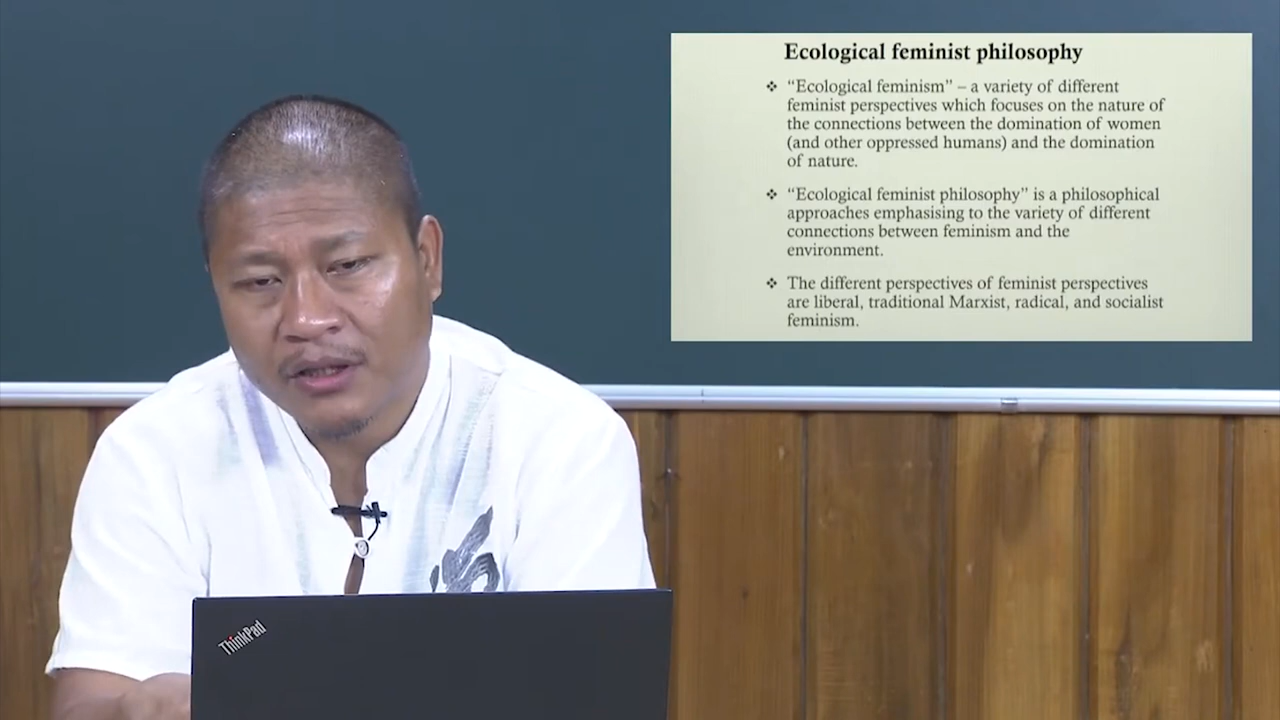 Ecological feminist philosophy
❖ “Ecological feminism” – a variety of different
feminist perspectives which focuses on the nature of
the connections between the domination of women
(and other oppressed humans) and the domination
of nature.
❖ “Ecological feminist philosophy” is a philosophical
approaches emphasising to the variety of different
connections between feminism and the
environment.
❖ The different perspectives of feminist perspectives
are liberal, traditional Marxist, radical, and socialist
feminism.
ThinkPad